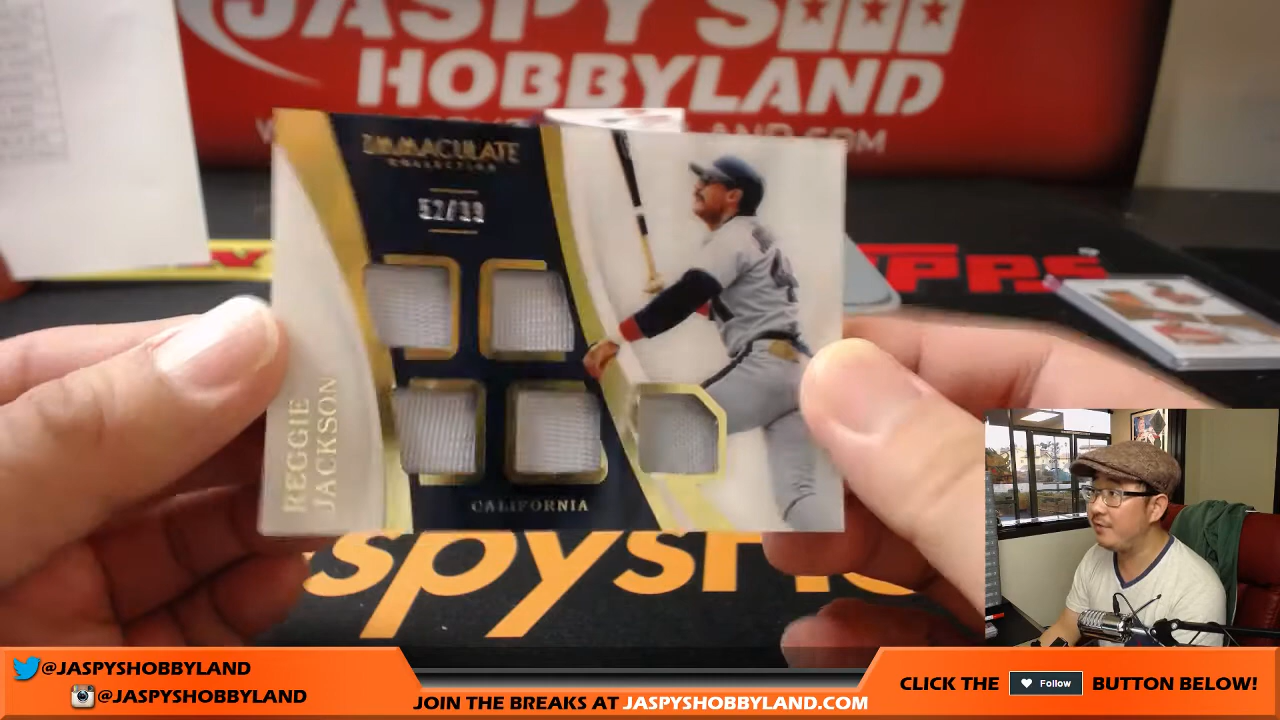 JASPY'S
HOBBYLAND
IMMACULATE
COLLECTION
52/99
REGGIE
JACKSON
CALIFORNIA
TOPPS
spysHo
@JASPYSHOBBYLAND
@JASPYSHOBBYLAND
JOIN THE BREAKS AT JASPYSHOBBYLAND.COM
CLICK THE Follow BUTTON BELOW!